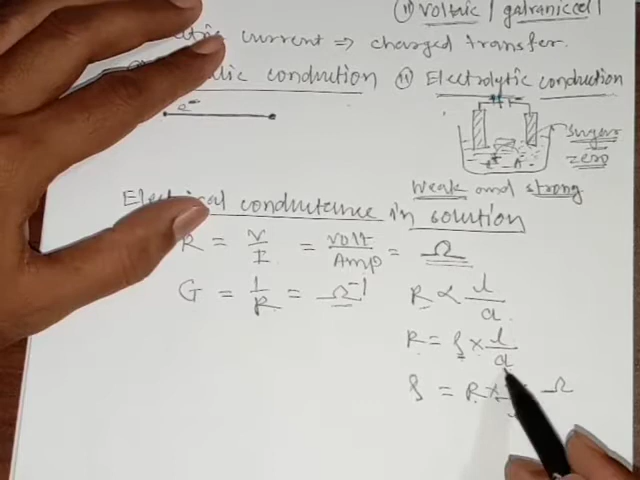 (ii) Voltaic / galvanic cell
current ⇒ charged transfer.
conduction (ii) Electrolytic conduction
e⁻
sugar
zero
A⁻
Weak and strong
Electrical conductance in solution
R = V/I = Volt/Amp = Ω
G = 1/R = Ω⁻¹ R ∝ l/a
R = ρ × l/a
ρ = R × Ω